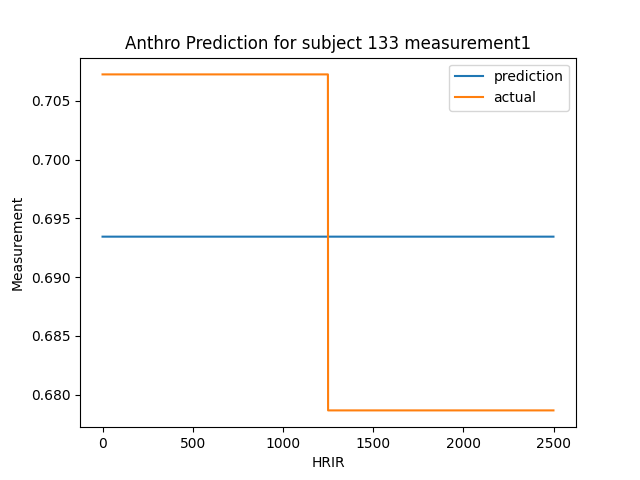 Anthro Prediction for subject 133 measurement1
prediction
actual
0.705
0.700
0.695
0.690
0.685
0.680
Measurement
0
500
1000
1500
2000
2500
HRIR